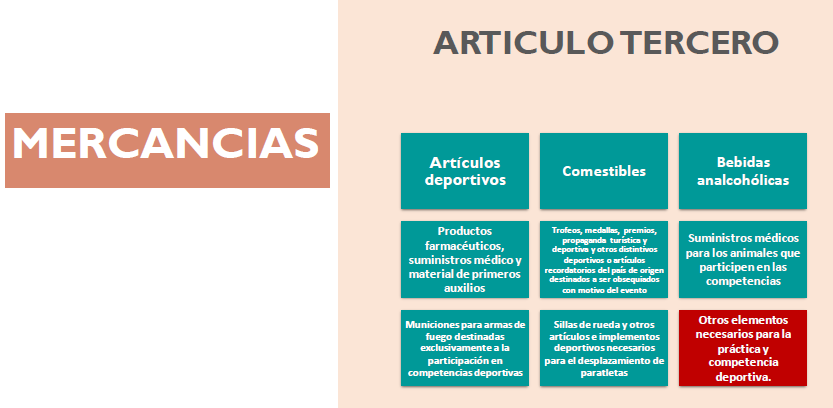 ARTICULO TERCERO
MERCANCIAS
Artículos
deportivos
Comestibles
Bebidas
analcohólicas
Productos
farmacéuticos,
suministros médico y
material de primeros
auxilios
Trofeos, medallas, premios,
propaganda turística y
deportiva y otros distintivos
deportivos o artículos
recordatorios del país de origen
destinados a ser obsequiados
con motivo del evento
Suministros médicos
para los animales que
participen en las
competencias
Municiones para armas de
fuego destinadas
exclusivamente a la
participación en
competencias deportivas
Sillas de rueda y otros
artículos e implementos
deportivos necesarios
para el desplazamiento de
paratletas
Otros elementos
necesarios para la
práctica y
competencia
deportiva.